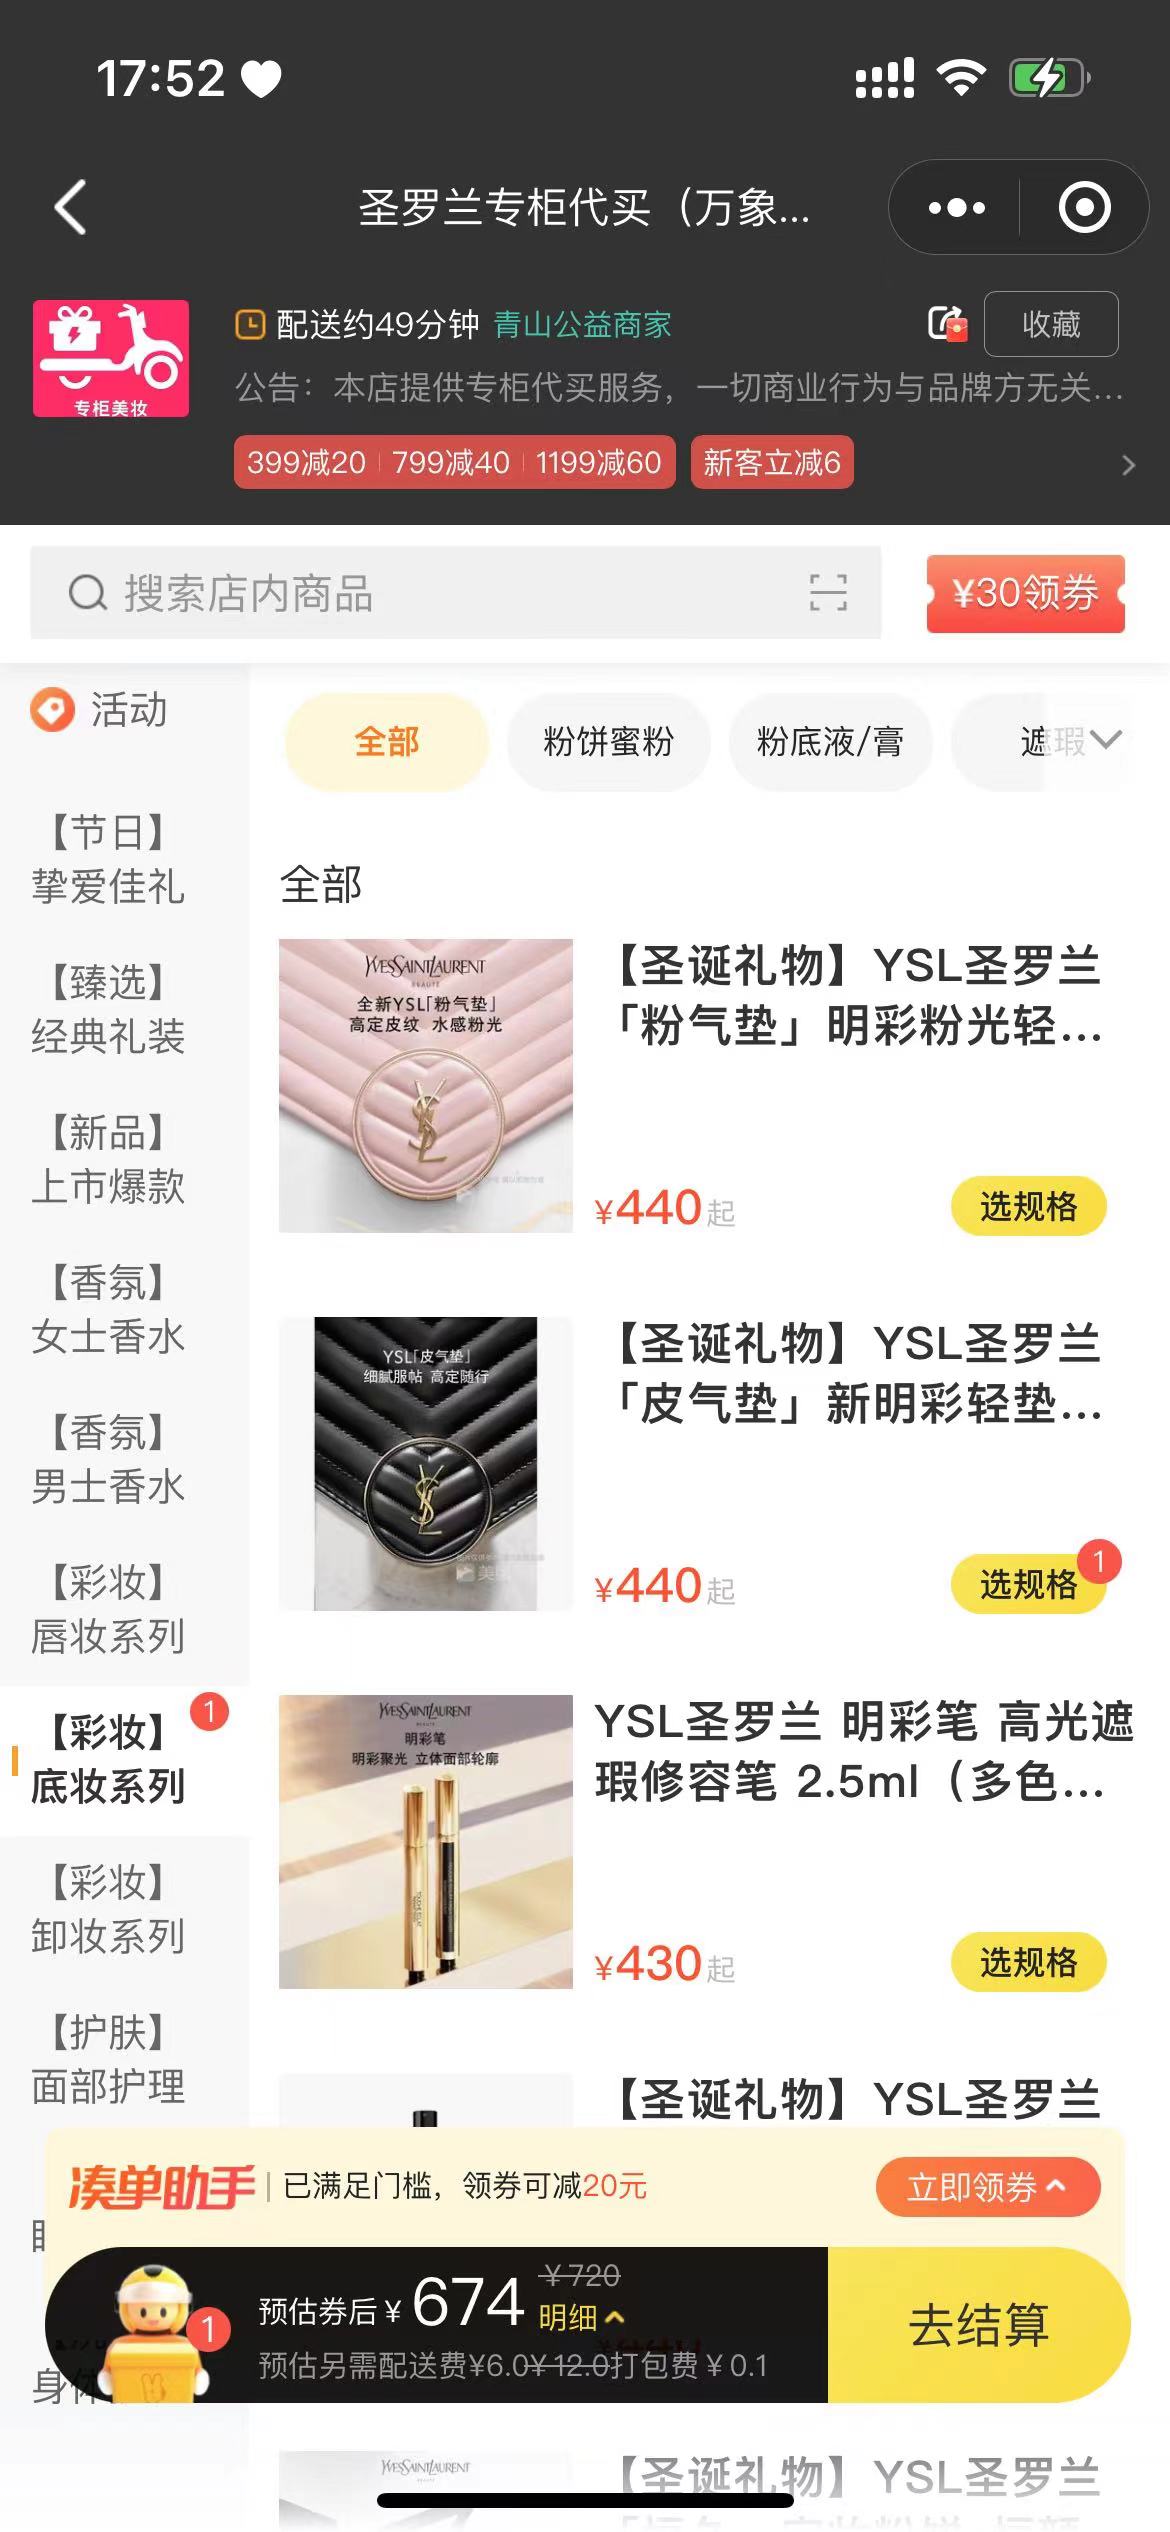 17:52
圣罗兰专柜代买（万象...
专柜美妆
配送约49分钟 青山公益商家
收藏
公告：本店提供专柜代买服务，一切商业行为与品牌方无关...
399减20 799减40 1199减60 新客立减6
搜索店内商品
¥30领券
活动
【节日】
挚爱佳礼
【臻选】
经典礼装
【新品】
上市爆款
【香氛】
女士香水
【香氛】
男士香水
【彩妆】
唇妆系列
【彩妆】
底妆系列
1
【彩妆】
卸妆系列
【护肤】
面部护理
全部 粉饼蜜粉 粉底液/膏 遮瑕
全部
YVESSAINTLAURENT
BEAUTÉ
全新YSL「粉气垫」
高定皮纹 水感粉光
【圣诞礼物】YSL圣罗兰
「粉气垫」明彩粉光轻...
¥440起
选规格
YSL「皮气垫」
细腻服帖 高定随行
【圣诞礼物】YSL圣罗兰
「皮气垫」新明彩轻垫...
¥440起
选规格
1
YVESSAINTLAURENT
明彩笔
明彩聚光 立体面部轮廓
YSL圣罗兰 明彩笔 高光遮
瑕修容笔 2.5ml（多色...
¥430起
选规格
【圣诞礼物】YSL圣罗兰
凑单助手 已满足门槛，领券可减20元
立即领券
1
预估券后¥674 ¥720
明细
预估另需配送费¥6.0¥12.0打包费¥0.1
去结算
身体
YVESSAINTLAURENT
【圣诞礼物】YSL圣罗兰